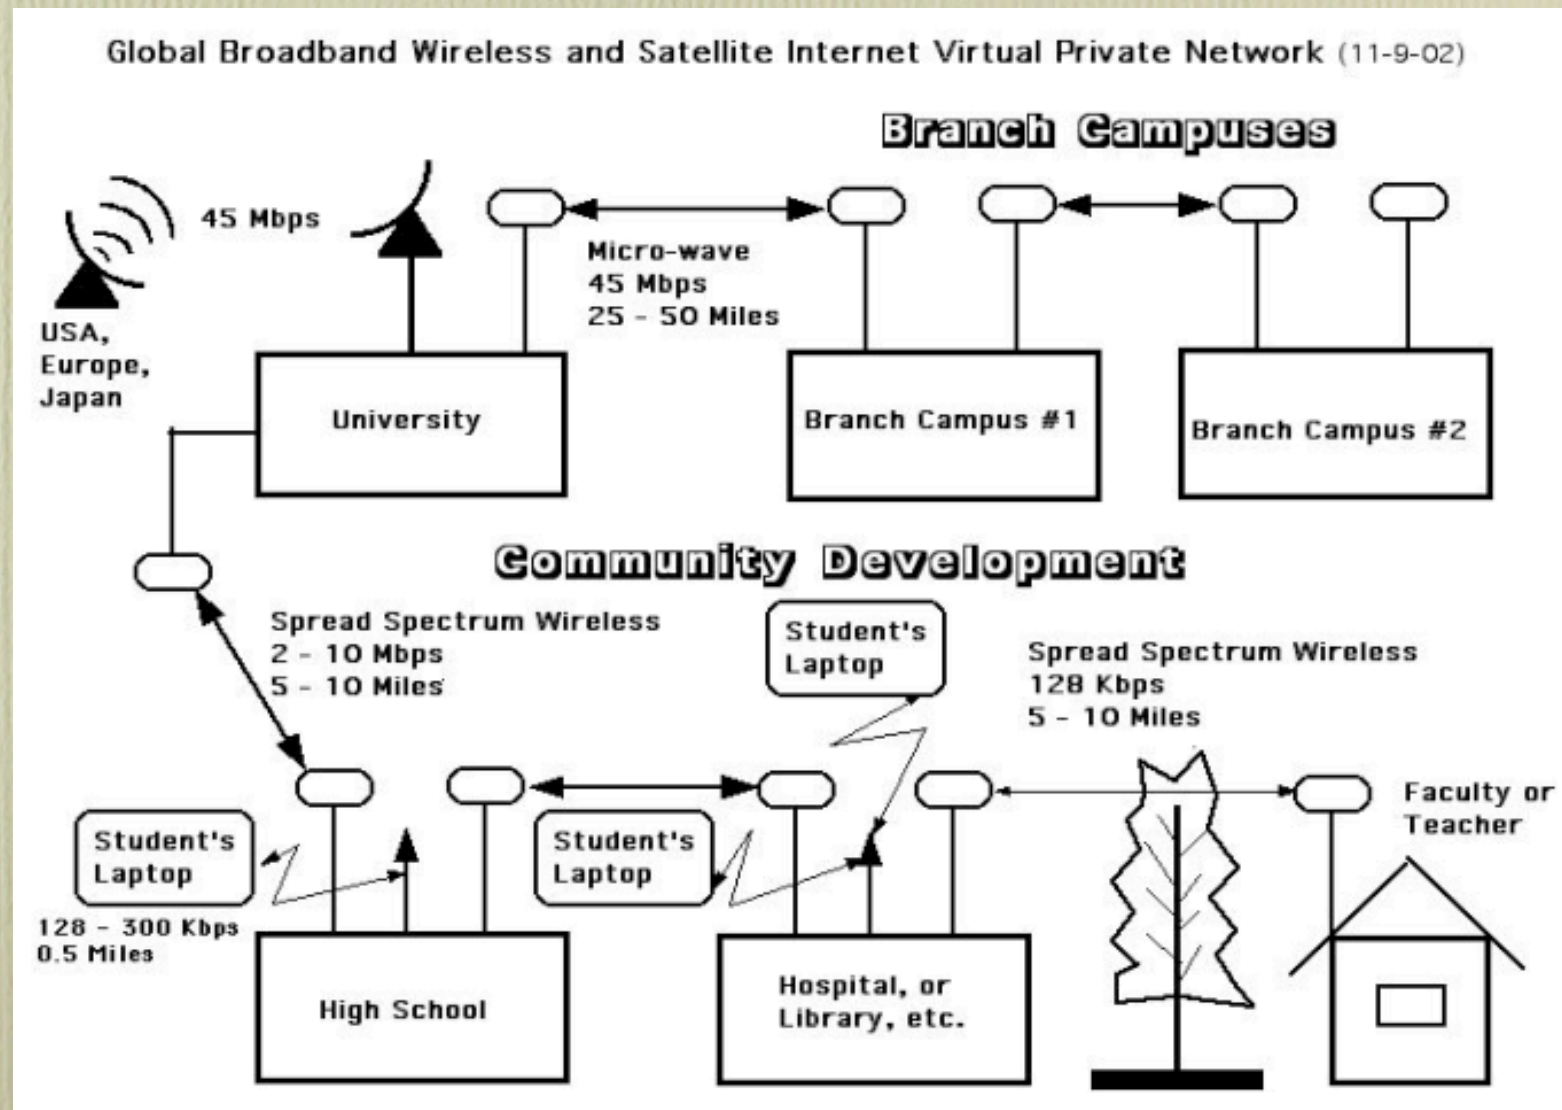 Global Broadband Wireless and Satellite Internet Virtual Private Network (11-9-02)
Branch Campuses
45 Mbps
Micro-wave
45 Mbps
25 - 50 Miles
USA,
Europe,
Japan
University
Branch Campus #1
Branch Campus #2
Community Development
Spread Spectrum Wireless
2 - 10 Mbps
5 - 10 Miles
Student's
Laptop
Spread Spectrum Wireless
128 Kbps
5 - 10 Miles
Student's
Laptop
128 - 300 Kbps
0.5 Miles
Student's
Laptop
Faculty or
Teacher
High School
Hospital, or
Library, etc.